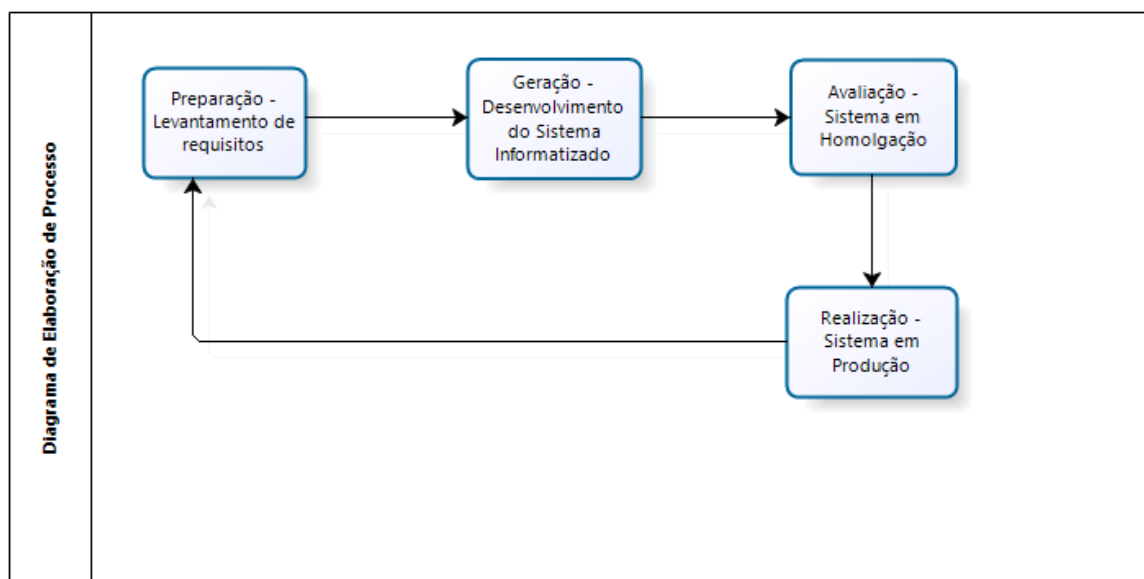 Diagrama de Elaboração de Processo
Preparação -
Levantamento de
requisitos
Geração -
Desenvolvimento
do Sistema
Informatizado
Avaliação -
Sistema em
Homolgação
Realização -
Sistema em
Produção